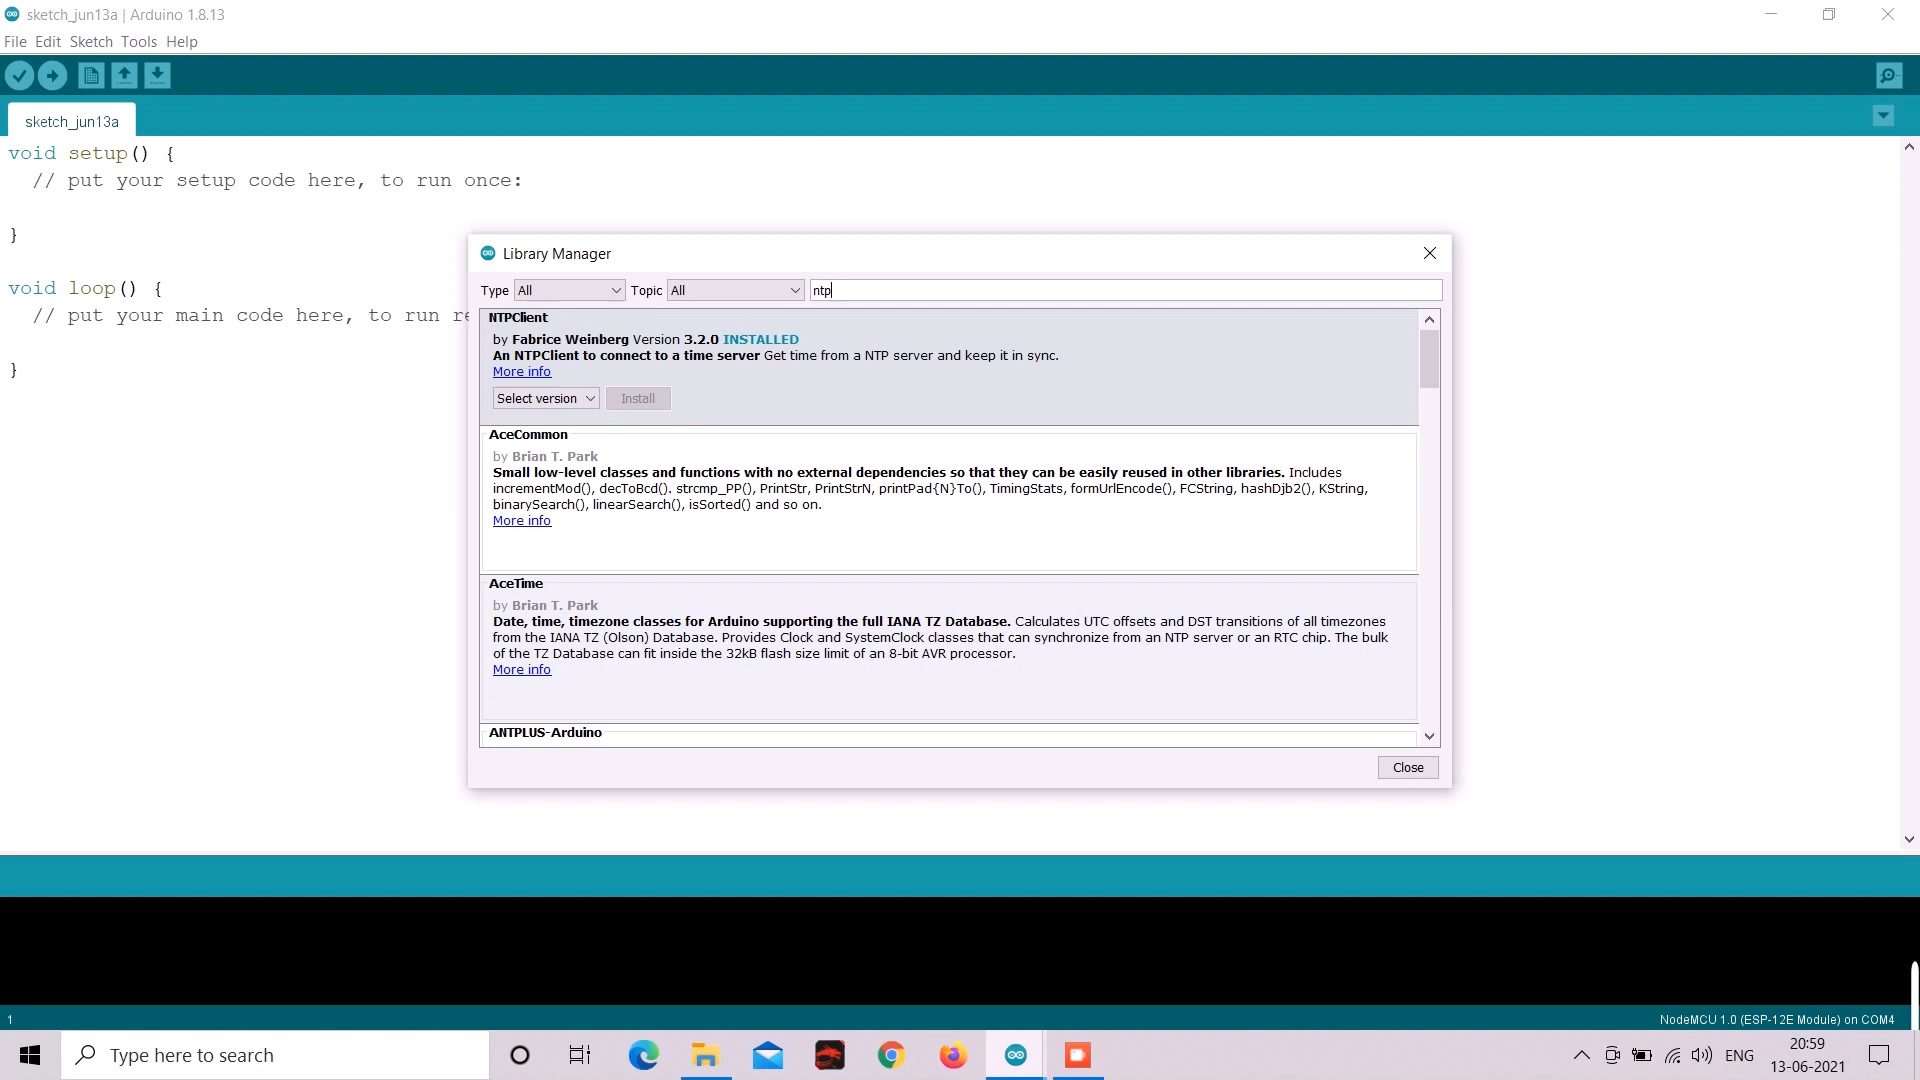 sketch_jun13a | Arduino 1.8.13
File Edit Sketch Tools Help
sketch_jun13a
void setup() {
// put your setup code here, to run once:
}
void loop() {
// put your main code here, to run re
}
Library Manager
Type All Topic All ntp
NTPClient
by Fabrice Weinberg Version 3.2.0 INSTALLED
An NTPClient to connect to a time server Get time from a NTP server and keep it in sync.
More info
Select version Install
AceCommon
by Brian T. Park
Small low-level classes and functions with no external dependencies so that they can be easily reused in other libraries. Includes
incrementMod(), decToBcd(). strcmp_PP(), PrintStr, PrintStrN, printPad{N}To(), TimingStats, formUrlEncode(), FCString, hashDjb2(), KString,
binarySearch(), linearSearch(), isSorted() and so on.
More info
AceTime
by Brian T. Park
Date, time, timezone classes for Arduino supporting the full IANA TZ Database. Calculates UTC offsets and DST transitions of all timezones
from the IANA TZ (Olson) Database. Provides Clock and SystemClock classes that can synchronize from an NTP server or an RTC chip. The bulk
of the TZ Database can fit inside the 32kB flash size limit of an 8-bit AVR processor.
More info
ANTPLUS-Arduino
Close
1
NodeMCU 1.0 (ESP-12E Module) on COM4
Type here to search
ENG
20:59
13-06-2021